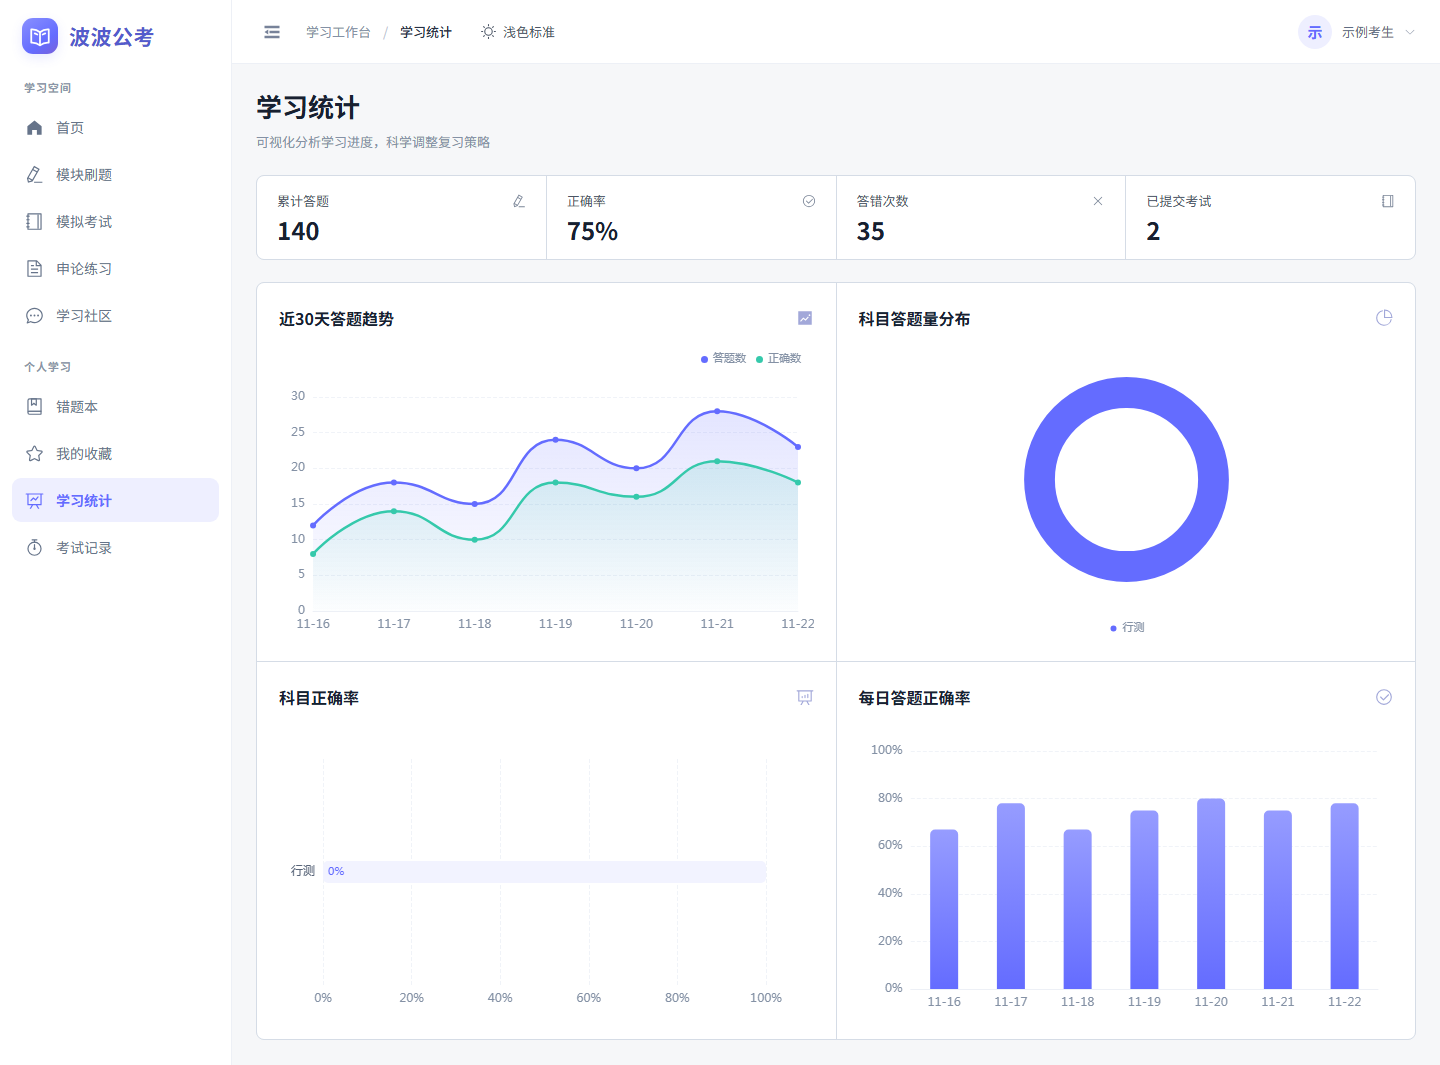 波波公考
学习空间
首页
模块刷题
模拟考试
申论练习
学习社区
个人学习
错题本
我的收藏
学习统计
考试记录
学习工作台 / 学习统计 浅色标准
示 示例考生
学习统计
可视化分析学习进度，科学调整复习策略
累计答题
140
正确率
75%
答错次数
35
已提交考试
2
近30天答题趋势
答题数 正确数
30
25
20
15
10
5
0
11-16 11-17 11-18 11-19 11-20 11-21 11-22
科目答题量分布
行测
科目正确率
行测 0%
0% 20% 40% 60% 80% 100%
每日答题正确率
100%
80%
60%
40%
20%
0%
11-16 11-17 11-18 11-19 11-20 11-21 11-22